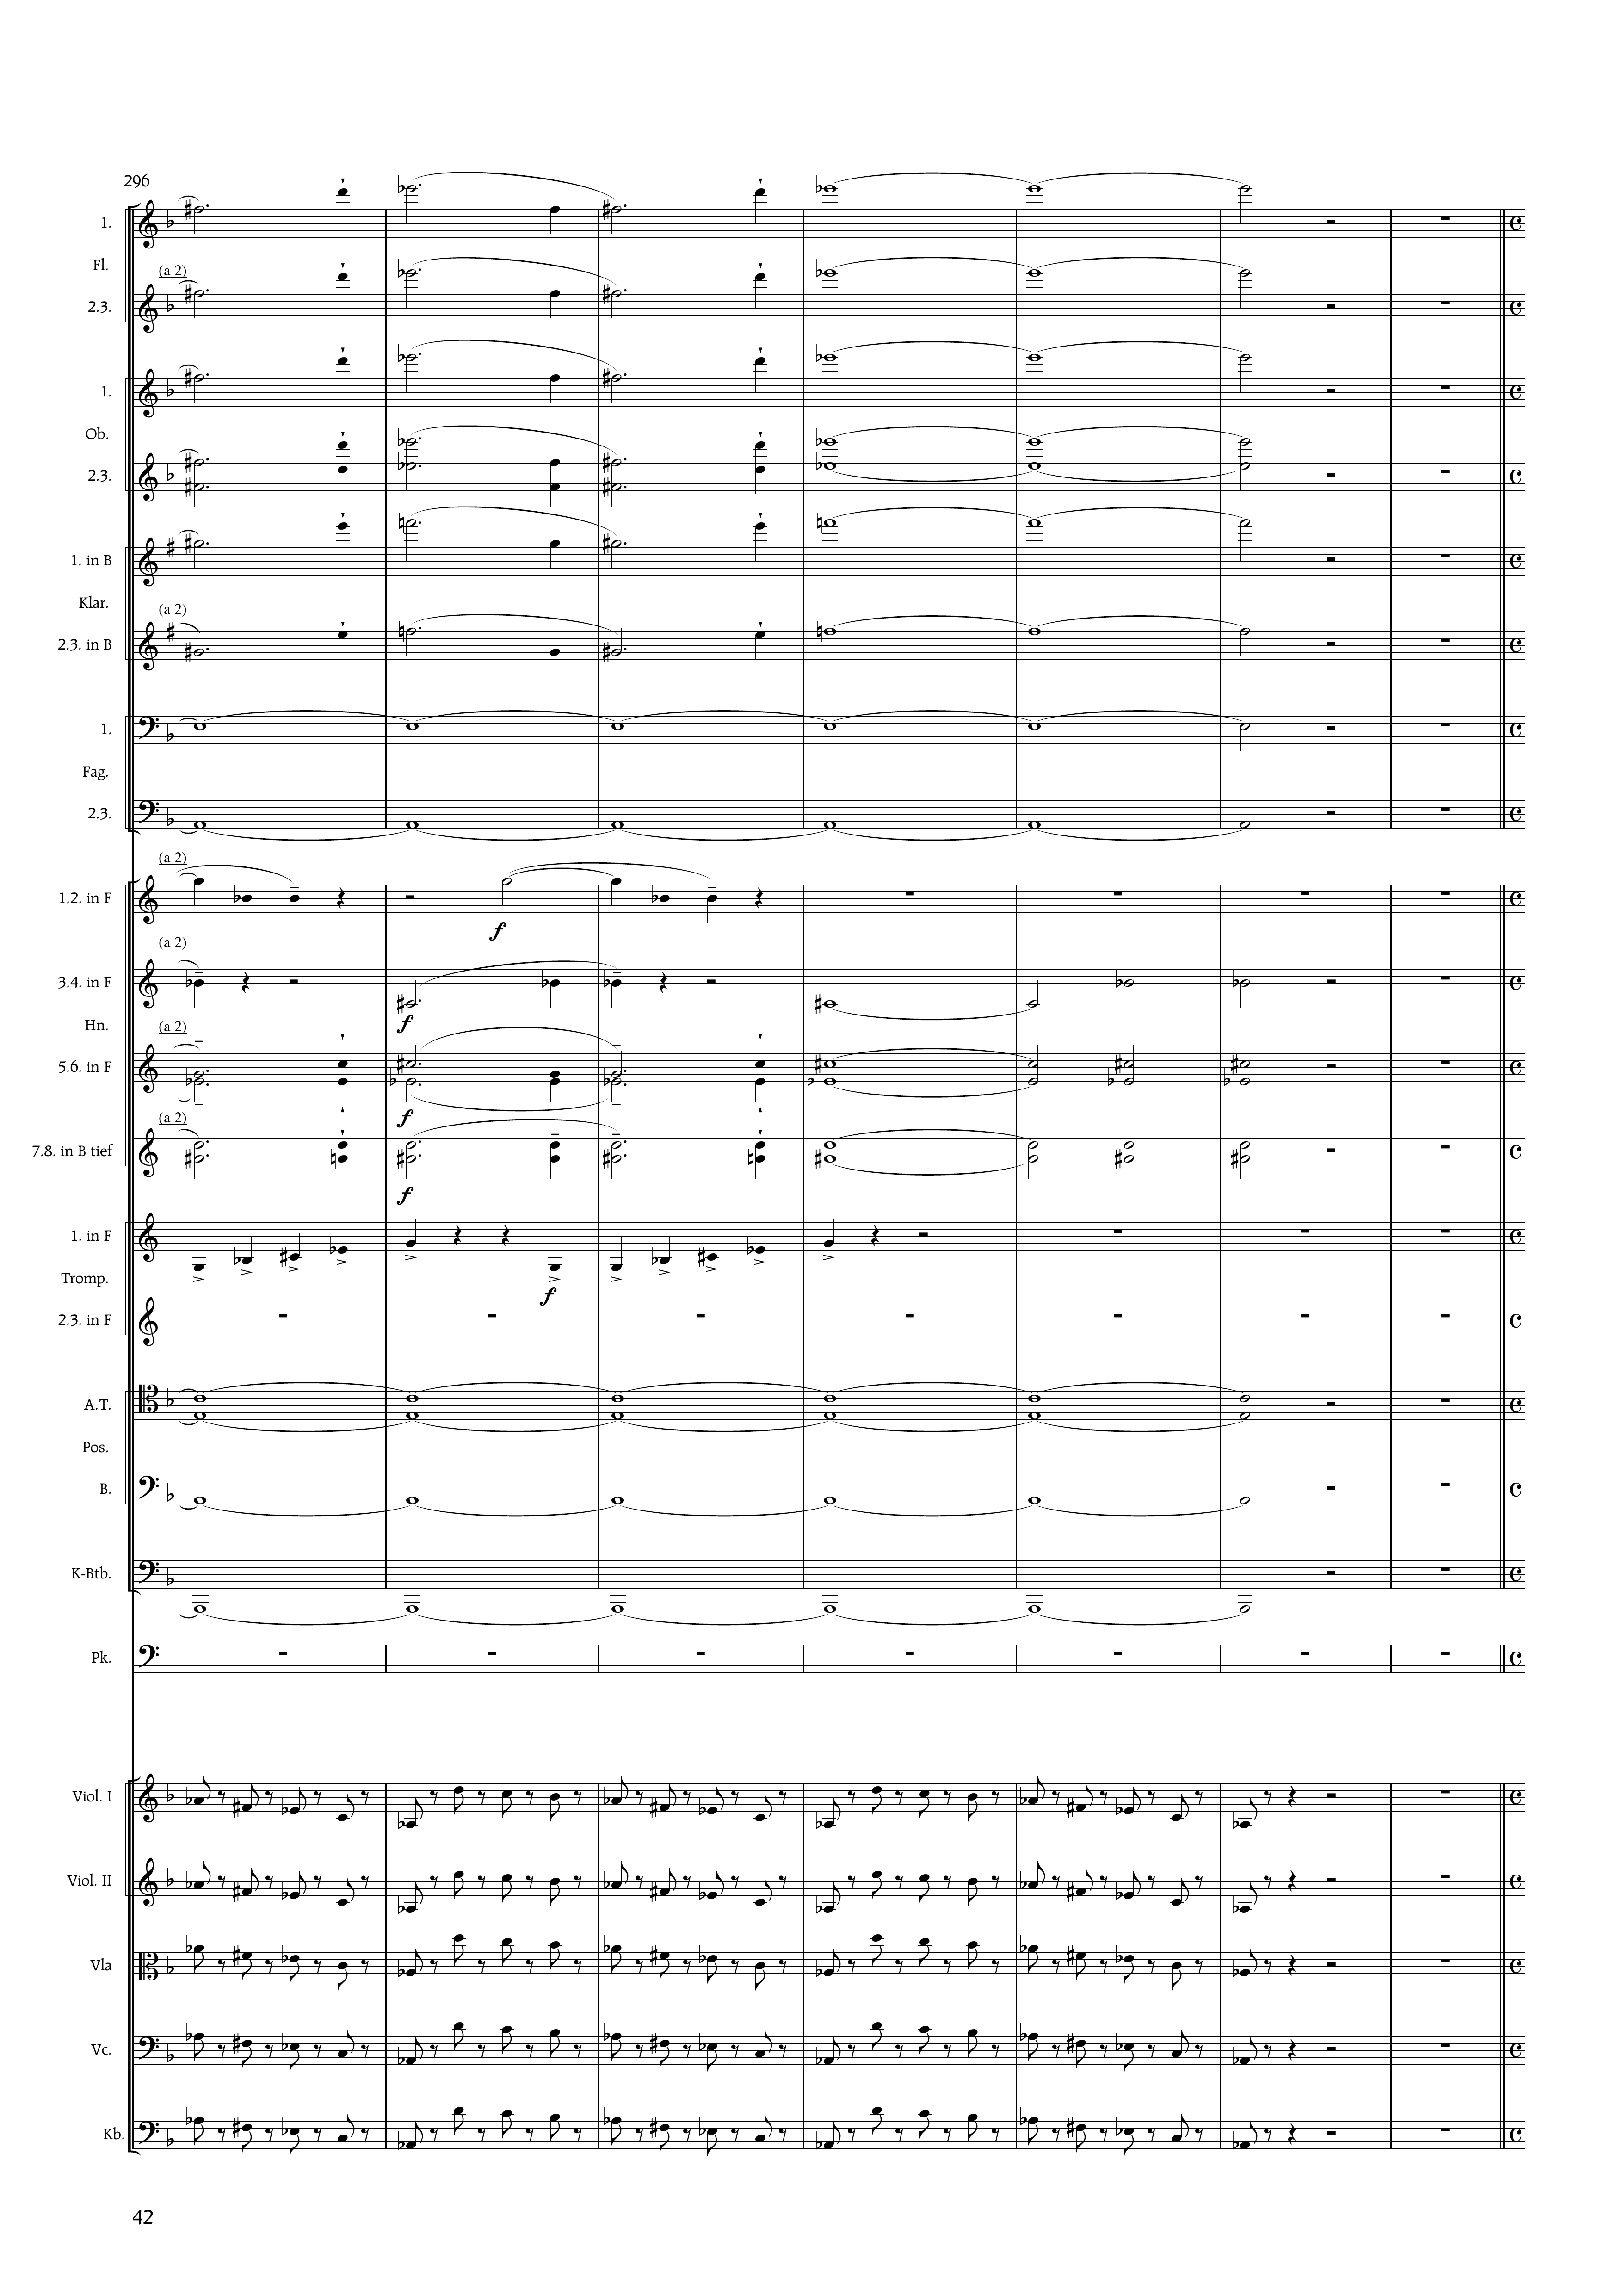 296
1.
Fl.
(a 2)
2.3.
1.
Ob.
2.3.
1. in B
Klar.
(a 2)
2.3. in B
1.
Fag.
2.3.
(a 2)
1.2. in F
f
(a 2)
3.4. in F
f
Hn.
(a 2)
5.6. in F
f
(a 2)
7.8. in B tief
f
1. in F
Tromp.
f
2.3. in F
A.T.
Pos.
B.
K-Btb.
Pk.
Viol. I
Viol. II
Vla
Vc.
Kb.
42